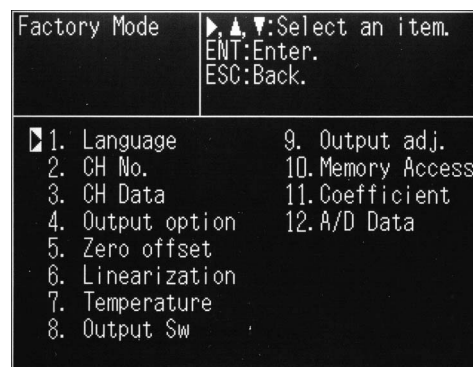 Factory Mode
▶,▲,▼:Select an item.
ENT:Enter.
ESC:Back.
1. Language
2. CH No.
3. CH Data
4. Output option
5. Zero offset
6. Linearization
7. Temperature
8. Output Sw
9. Output adj.
10. Memory Access
11. Coefficient
12. A/D Data